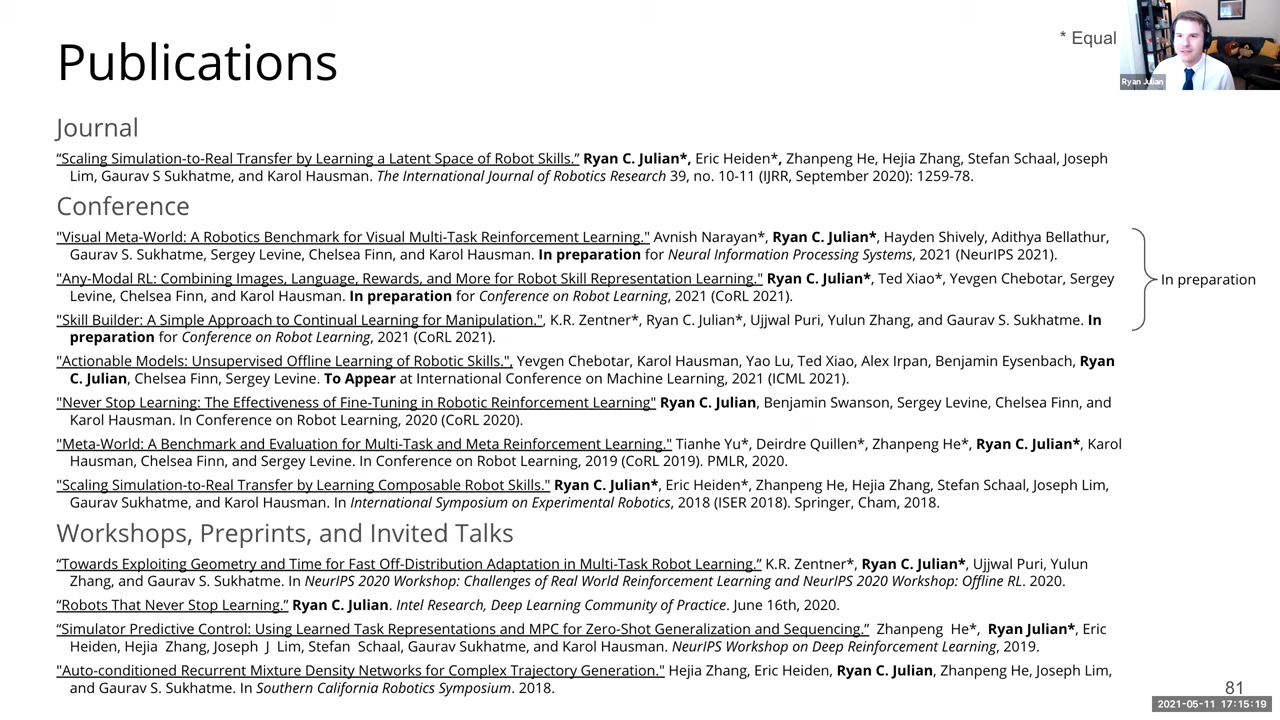 Publications
* Equal
Ryan Julian
Journal
“Scaling Simulation-to-Real Transfer by Learning a Latent Space of Robot Skills.” Ryan C. Julian*, Eric Heiden*, Zhanpeng He, Hejia Zhang, Stefan Schaal, Joseph
Lim, Gaurav S Sukhatme, and Karol Hausman. The International Journal of Robotics Research 39, no. 10-11 (IJRR, September 2020): 1259-78.
Conference
"Visual Meta-World: A Robotics Benchmark for Visual Multi-Task Reinforcement Learning." Avnish Narayan*, Ryan C. Julian*, Hayden Shively, Adithya Bellathur,
Gaurav S. Sukhatme, Sergey Levine, Chelsea Finn, and Karol Hausman. In preparation for Neural Information Processing Systems, 2021 (NeurIPS 2021).
"Any-Modal RL: Combining Images, Language, Rewards, and More for Robot Skill Representation Learning." Ryan C. Julian*, Ted Xiao*, Yevgen Chebotar, Sergey
Levine, Chelsea Finn, and Karol Hausman. In preparation for Conference on Robot Learning, 2021 (CoRL 2021).
In preparation
"Skill Builder: A Simple Approach to Continual Learning for Manipulation.", K.R. Zentner*, Ryan C. Julian*, Ujjwal Puri, Yulun Zhang, and Gaurav S. Sukhatme. In
preparation for Conference on Robot Learning, 2021 (CoRL 2021).
"Actionable Models: Unsupervised Offline Learning of Robotic Skills.", Yevgen Chebotar, Karol Hausman, Yao Lu, Ted Xiao, Alex Irpan, Benjamin Eysenbach, Ryan
C. Julian, Chelsea Finn, Sergey Levine. To Appear at International Conference on Machine Learning, 2021 (ICML 2021).
"Never Stop Learning: The Effectiveness of Fine-Tuning in Robotic Reinforcement Learning" Ryan C. Julian, Benjamin Swanson, Sergey Levine, Chelsea Finn, and
Karol Hausman. In Conference on Robot Learning, 2020 (CoRL 2020).
"Meta-World: A Benchmark and Evaluation for Multi-Task and Meta Reinforcement Learning." Tianhe Yu*, Deirdre Quillen*, Zhanpeng He*, Ryan C. Julian*, Karol
Hausman, Chelsea Finn, and Sergey Levine. In Conference on Robot Learning, 2019 (CoRL 2019). PMLR, 2020.
"Scaling Simulation-to-Real Transfer by Learning Composable Robot Skills." Ryan C. Julian*, Eric Heiden*, Zhanpeng He, Hejia Zhang, Stefan Schaal, Joseph Lim,
Gaurav Sukhatme, and Karol Hausman. In International Symposium on Experimental Robotics, 2018 (ISER 2018). Springer, Cham, 2018.
Workshops, Preprints, and Invited Talks
“Towards Exploiting Geometry and Time for Fast Off-Distribution Adaptation in Multi-Task Robot Learning.” K.R. Zentner*, Ryan C. Julian*, Ujjwal Puri, Yulun
Zhang, and Gaurav S. Sukhatme. In NeurIPS 2020 Workshop: Challenges of Real World Reinforcement Learning and NeurIPS 2020 Workshop: Offline RL. 2020.
“Robots That Never Stop Learning.” Ryan C. Julian. Intel Research, Deep Learning Community of Practice. June 16th, 2020.
“Simulator Predictive Control: Using Learned Task Representations and MPC for Zero-Shot Generalization and Sequencing.” Zhanpeng He*, Ryan Julian*, Eric
Heiden, Hejia Zhang, Joseph J Lim, Stefan Schaal, Gaurav Sukhatme, and Karol Hausman. NeurIPS Workshop on Deep Reinforcement Learning, 2019.
"Auto-conditioned Recurrent Mixture Density Networks for Complex Trajectory Generation." Hejia Zhang, Eric Heiden, Ryan C. Julian, Zhanpeng He, Joseph Lim,
and Gaurav S. Sukhatme. In Southern California Robotics Symposium. 2018.
81
2021-05-11 17:15:19